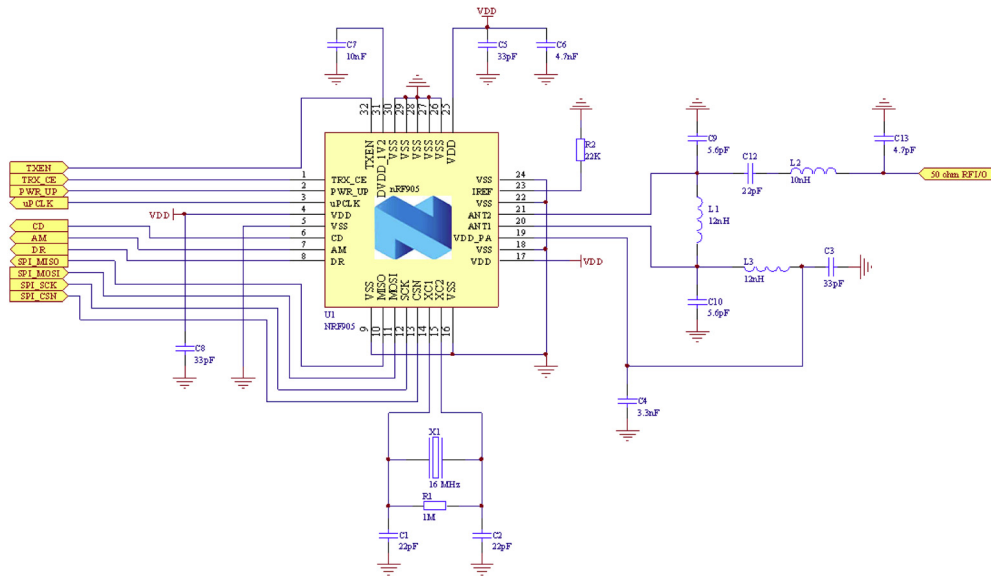 VDD
C7
10nF
C5
33pF
C6
4.7nF
32
31
30
29
28
27
26
25
TXEN
DVDD_1V2
VSS
VSS
VSS
VSS
VSS
VDD
R2
22K
C9
5.6pF
C12
22pF
L2
10nH
C13
4.7pF
50 ohm RFI/O
TXEN
TRX_CE
PWR_UP
uPCLK
CD
AM
DR
SPI_MISO
SPI_MOSI
SPI_SCK
SPI_CSN
VDD
1
2
3
4
5
6
7
8
TRX_CE
PWR_UP
uPCLK
VDD
VSS
CD
AM
DR
nRF905
VSS
IREF
VSS
ANT2
ANT1
VDD_PA
VSS
VDD
24
23
22
21
20
19
18
17
VDD
L1
12nH
L3
12nH
C3
33pF
C10
5.6pF
VSS
MISO
MOSI
SCK
CSN
XC1
XC2
VSS
U1
NRF905
9
10
11
12
13
14
15
16
C8
33pF
C4
3.3nF
X1
16 MHz
R1
1M
C1
22pF
C2
22pF